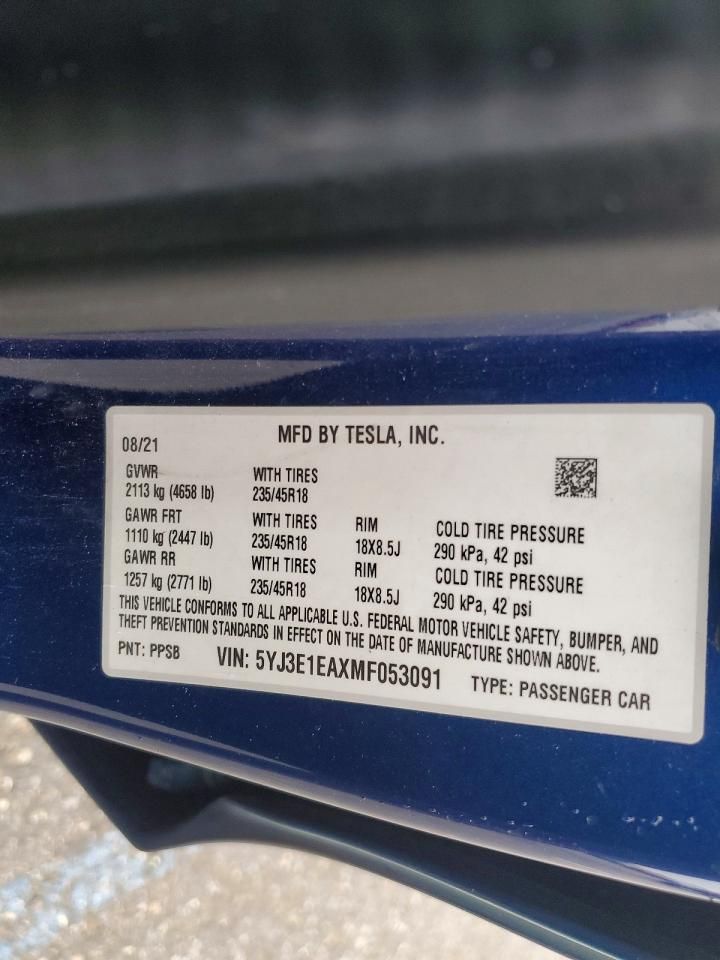 MFD BY TESLA, INC.
08/21
GVWR WITH TIRES
2113 kg (4658 lb) 235/45R18
GAWR FRT WITH TIRES RIM COLD TIRE PRESSURE
1110 kg (2447 lb) 235/45R18 18X8.5J 290 kPa, 42 psi
GAWR RR WITH TIRES RIM COLD TIRE PRESSURE
1257 kg (2771 lb) 235/45R18 18X8.5J 290 kPa, 42 psi
THIS VEHICLE CONFORMS TO ALL APPLICABLE U.S. FEDERAL MOTOR VEHICLE SAFETY, BUMPER, AND
THEFT PREVENTION STANDARDS IN EFFECT ON THE DATE OF MANUFACTURE SHOWN ABOVE.
PNT: PPSB VIN: 5YJ3E1EAXMF053091 TYPE: PASSENGER CAR